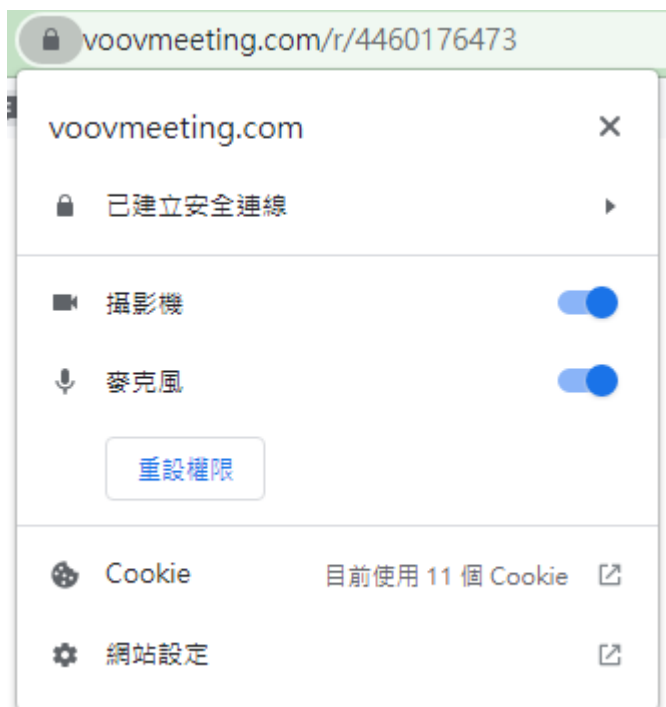 voovmeeting.com/r/4460176473
voovmeeting.com
已建立安全連線
攝影機
麥克風
重設權限
Cookie 目前使用 11 個 Cookie
網站設定